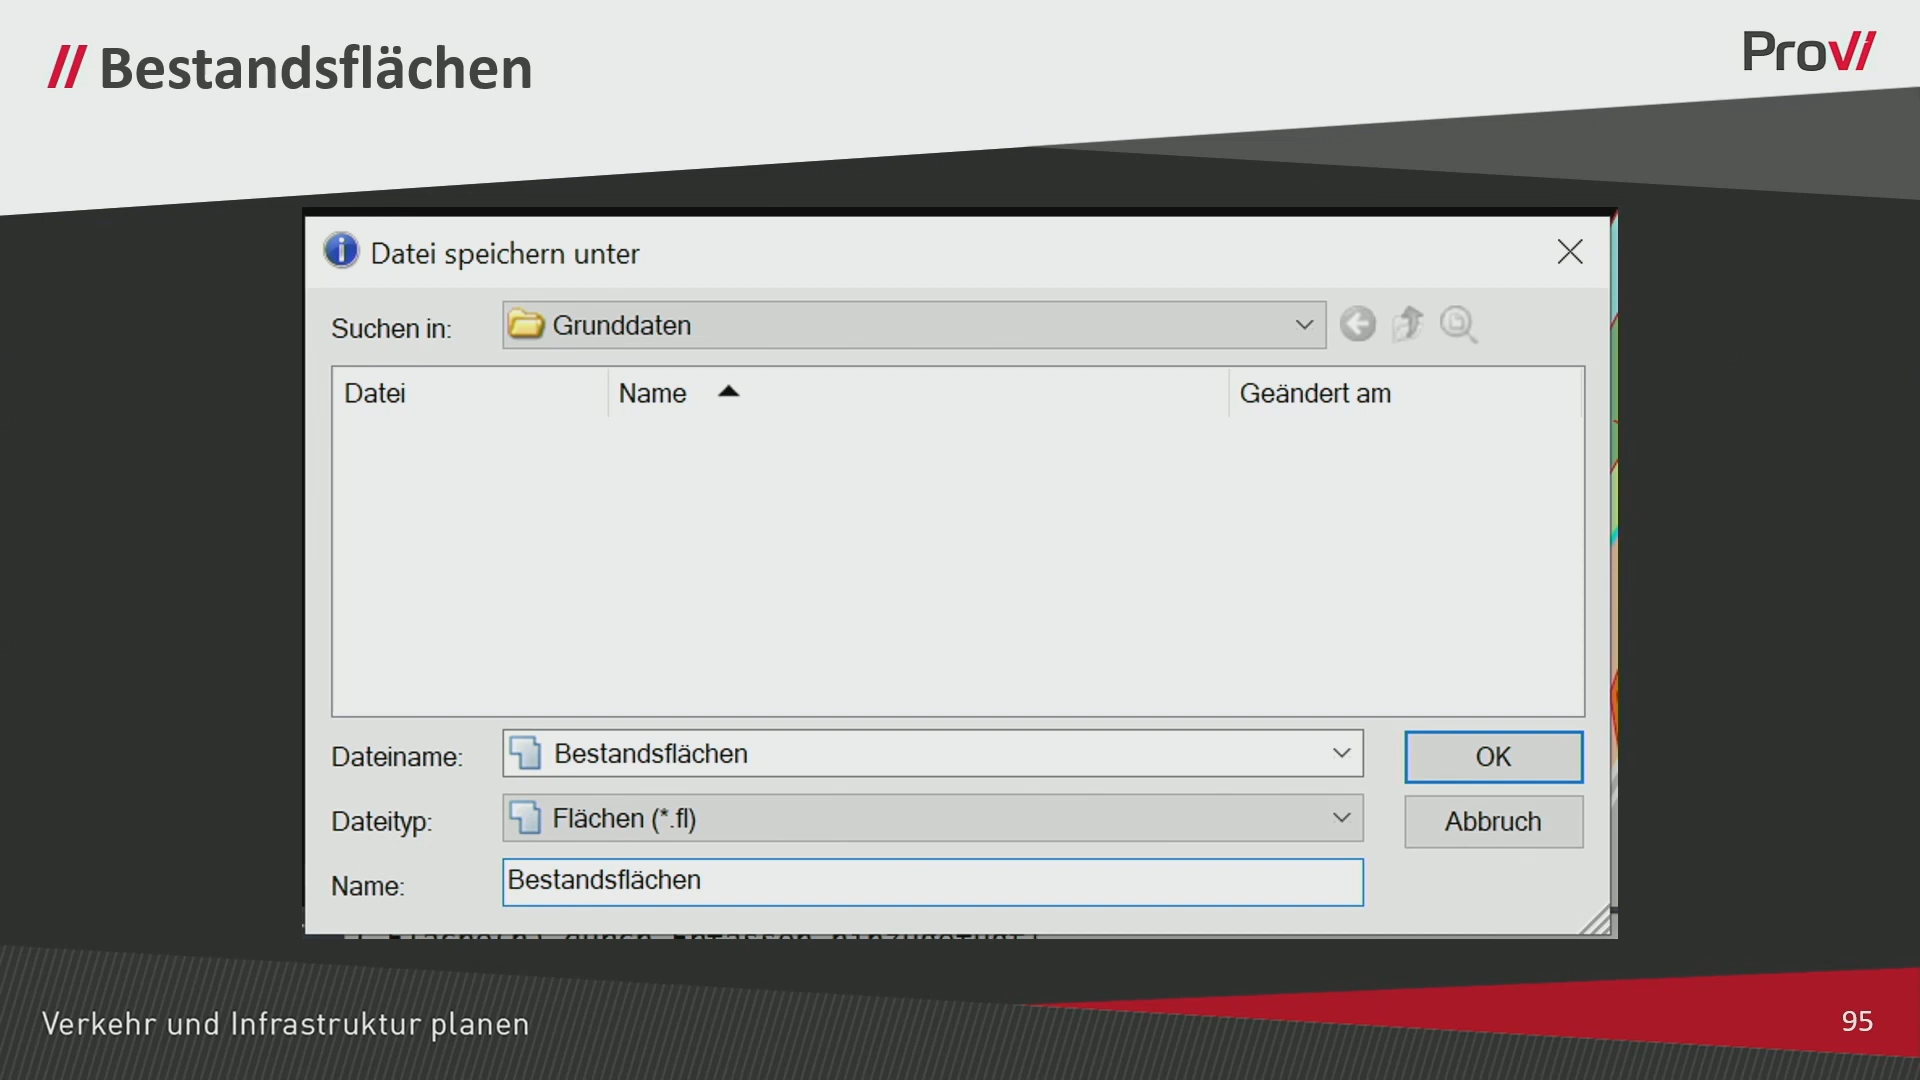 // Bestandsflächen
ProVI
Datei speichern unter
Suchen in: Grunddaten
Datei Name Geändert am
Dateiname: Bestandsflächen OK
Dateityp: Flächen (*.fl) Abbruch
Name: Bestandsflächen
Verkehr und Infrastruktur planen
95